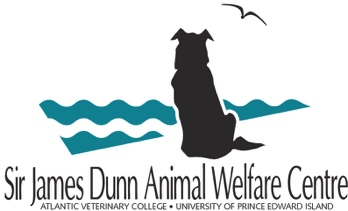 Sir James Dunn Animal Welfare Centre
ATLANTIC VETERINARY COLLEGE • UNIVERSITY OF PRINCE EDWARD ISLAND